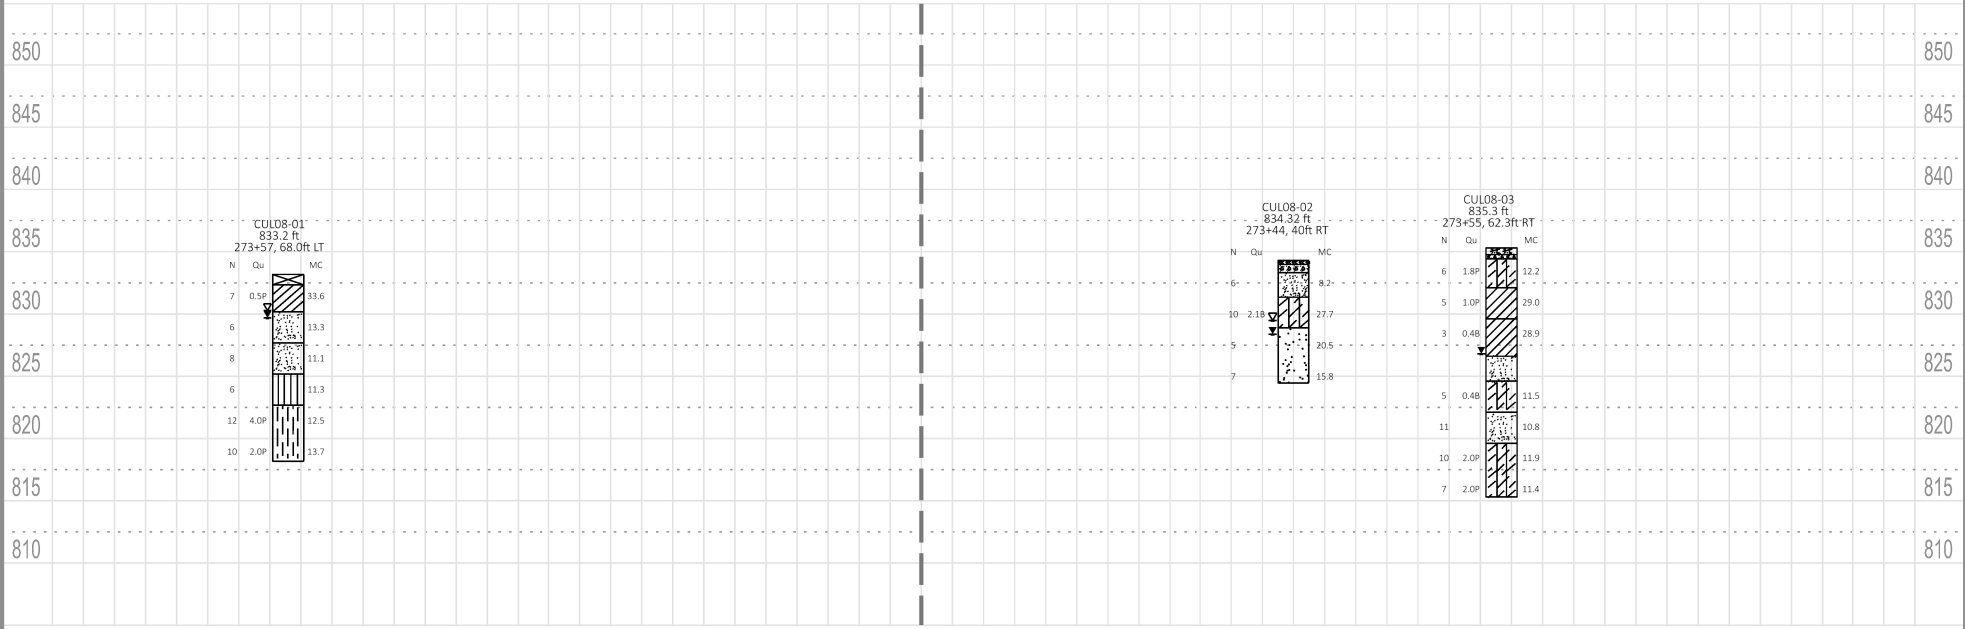 850 850
845 845
840 840
835 835
830 830
825 825
820 820
815 815
810 810
CUL08-01
833.2 ft
273+57, 68.0ft LT
N Qu MC
7 0.5P 33.6
6 13.3
8 11.1
6 11.3
12 4.0P 12.5
10 2.0P 13.7
CUL08-02
834.32 ft
273+44, 40ft RT
N Qu MC
6 8.2
10 2.1B 27.7
5 20.5
7 15.8
CUL08-03
835.3 ft
273+55, 62.3ft RT
N Qu MC
6 1.8P 12.2
5 1.0P 29.0
3 0.4B 28.9
5 0.4B 11.5
11 10.8
10 2.0P 11.9
7 2.0P 11.4